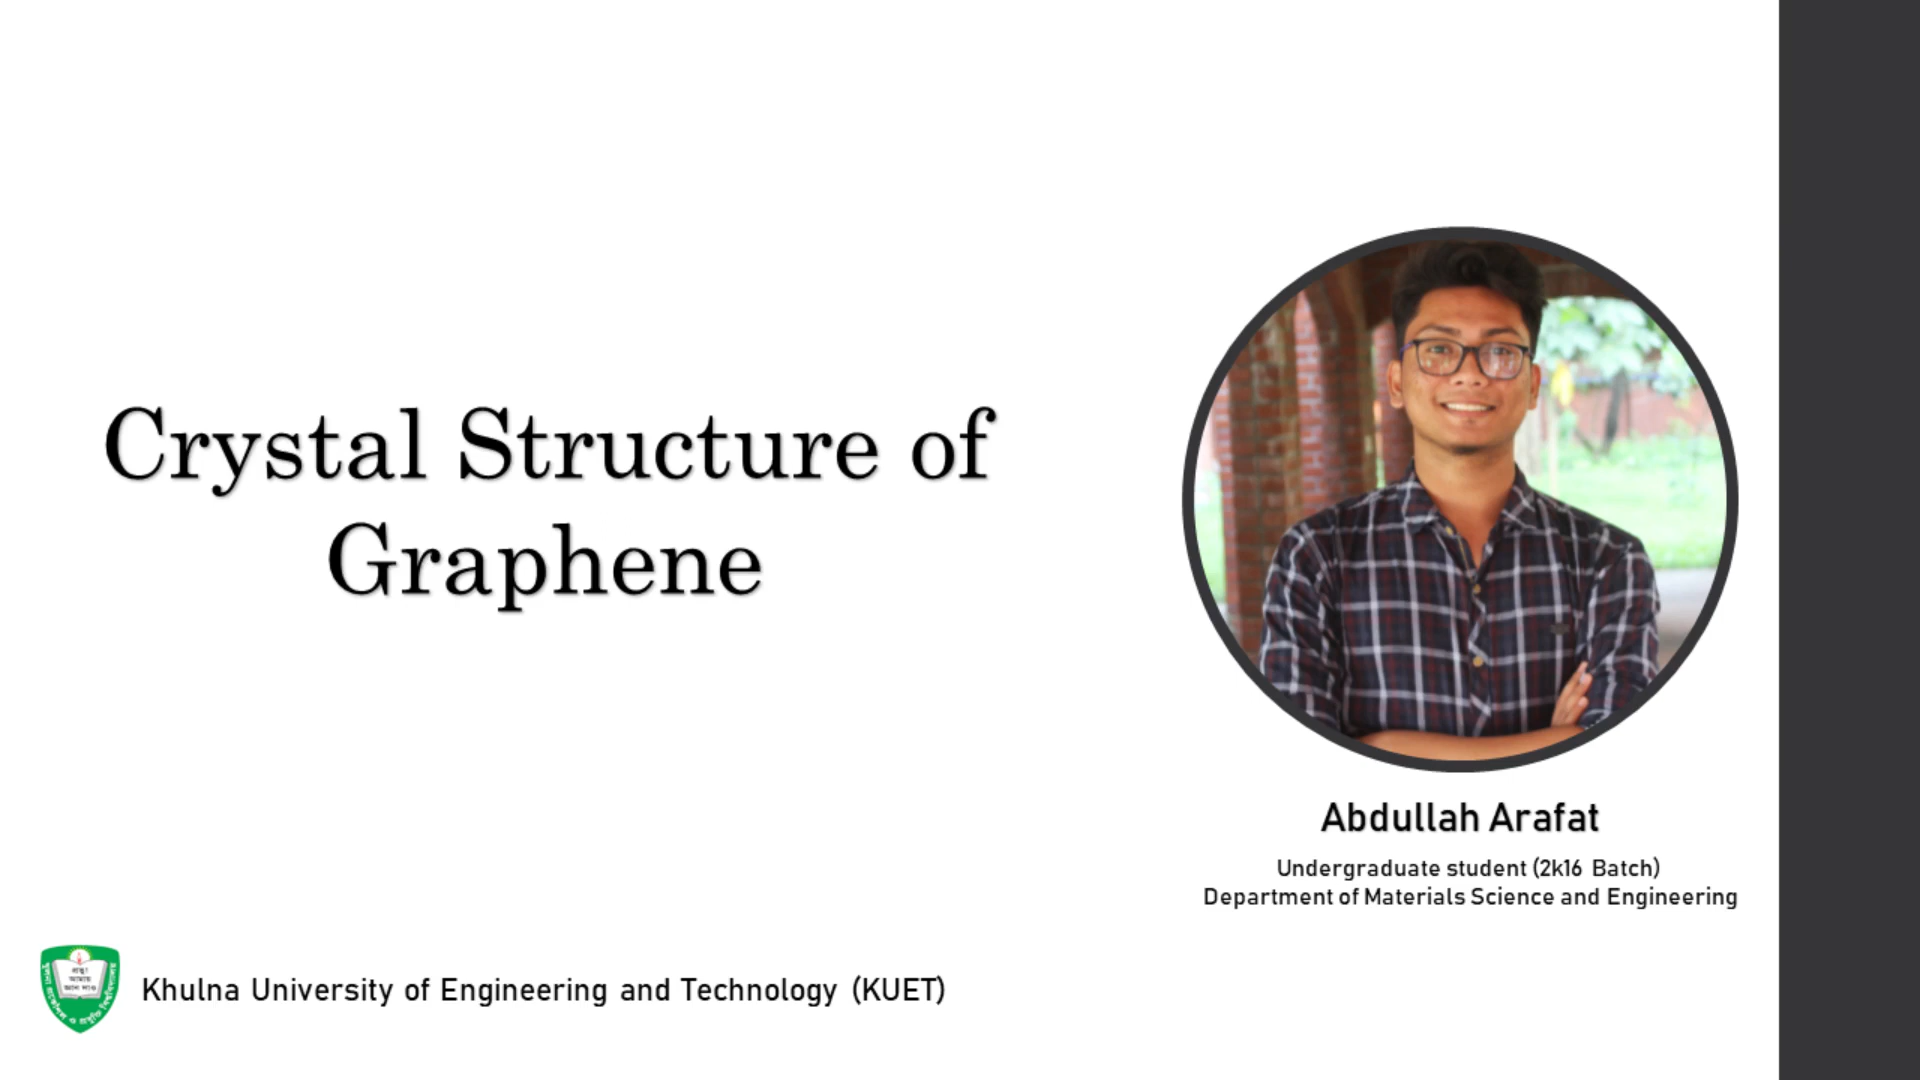 Crystal Structure of
Graphene
Abdullah Arafat
Undergraduate student (2k16 Batch)
Department of Materials Science and Engineering
Khulna University of Engineering and Technology (KUET)